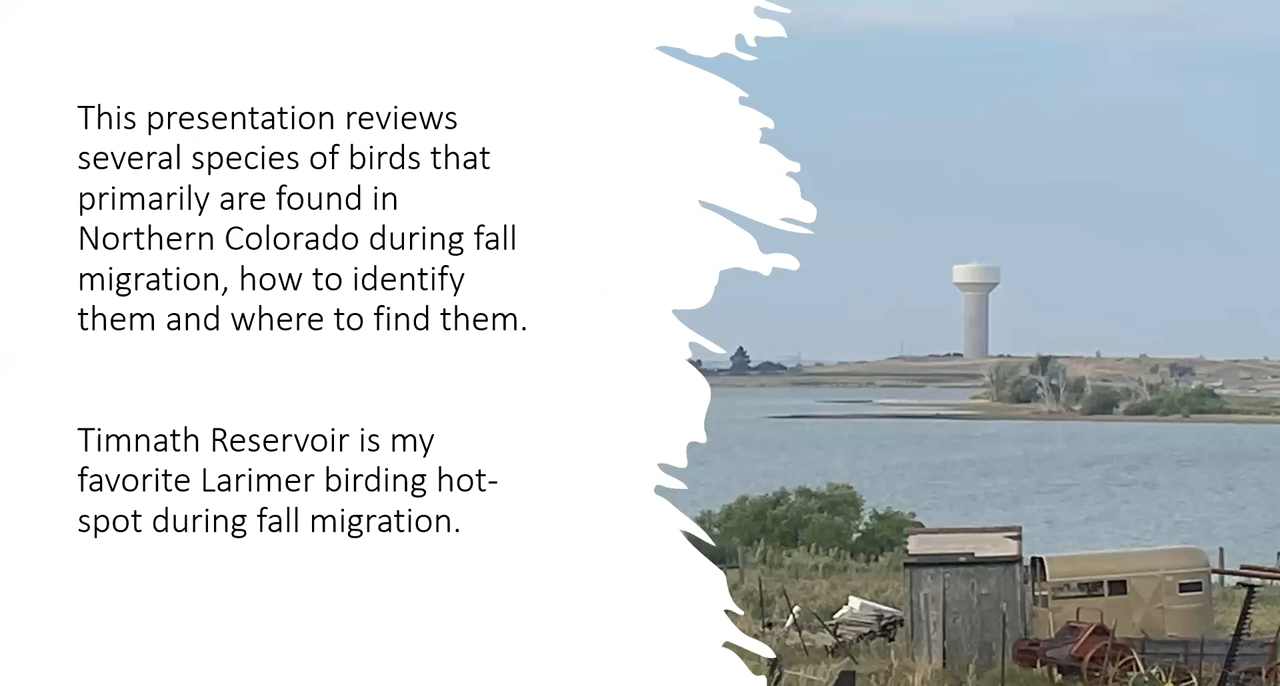 This presentation reviews
several species of birds that
primarily are found in
Northern Colorado during fall
migration, how to identify
them and where to find them.
Timnath Reservoir is my
favorite Larimer birding hot-
spot during fall migration.